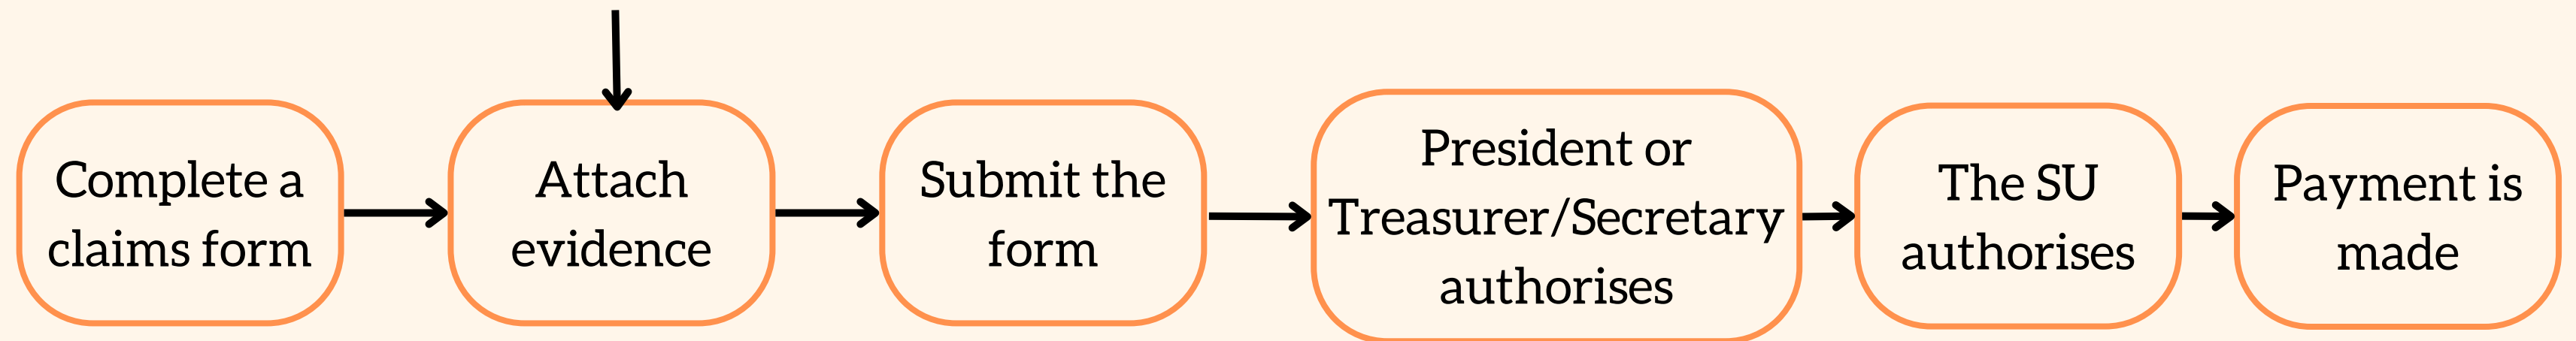 Complete a
claims form
Attach
evidence
Submit the
form
President or
Treasurer/Secretary
authorises
The SU
authorises
Payment is
made